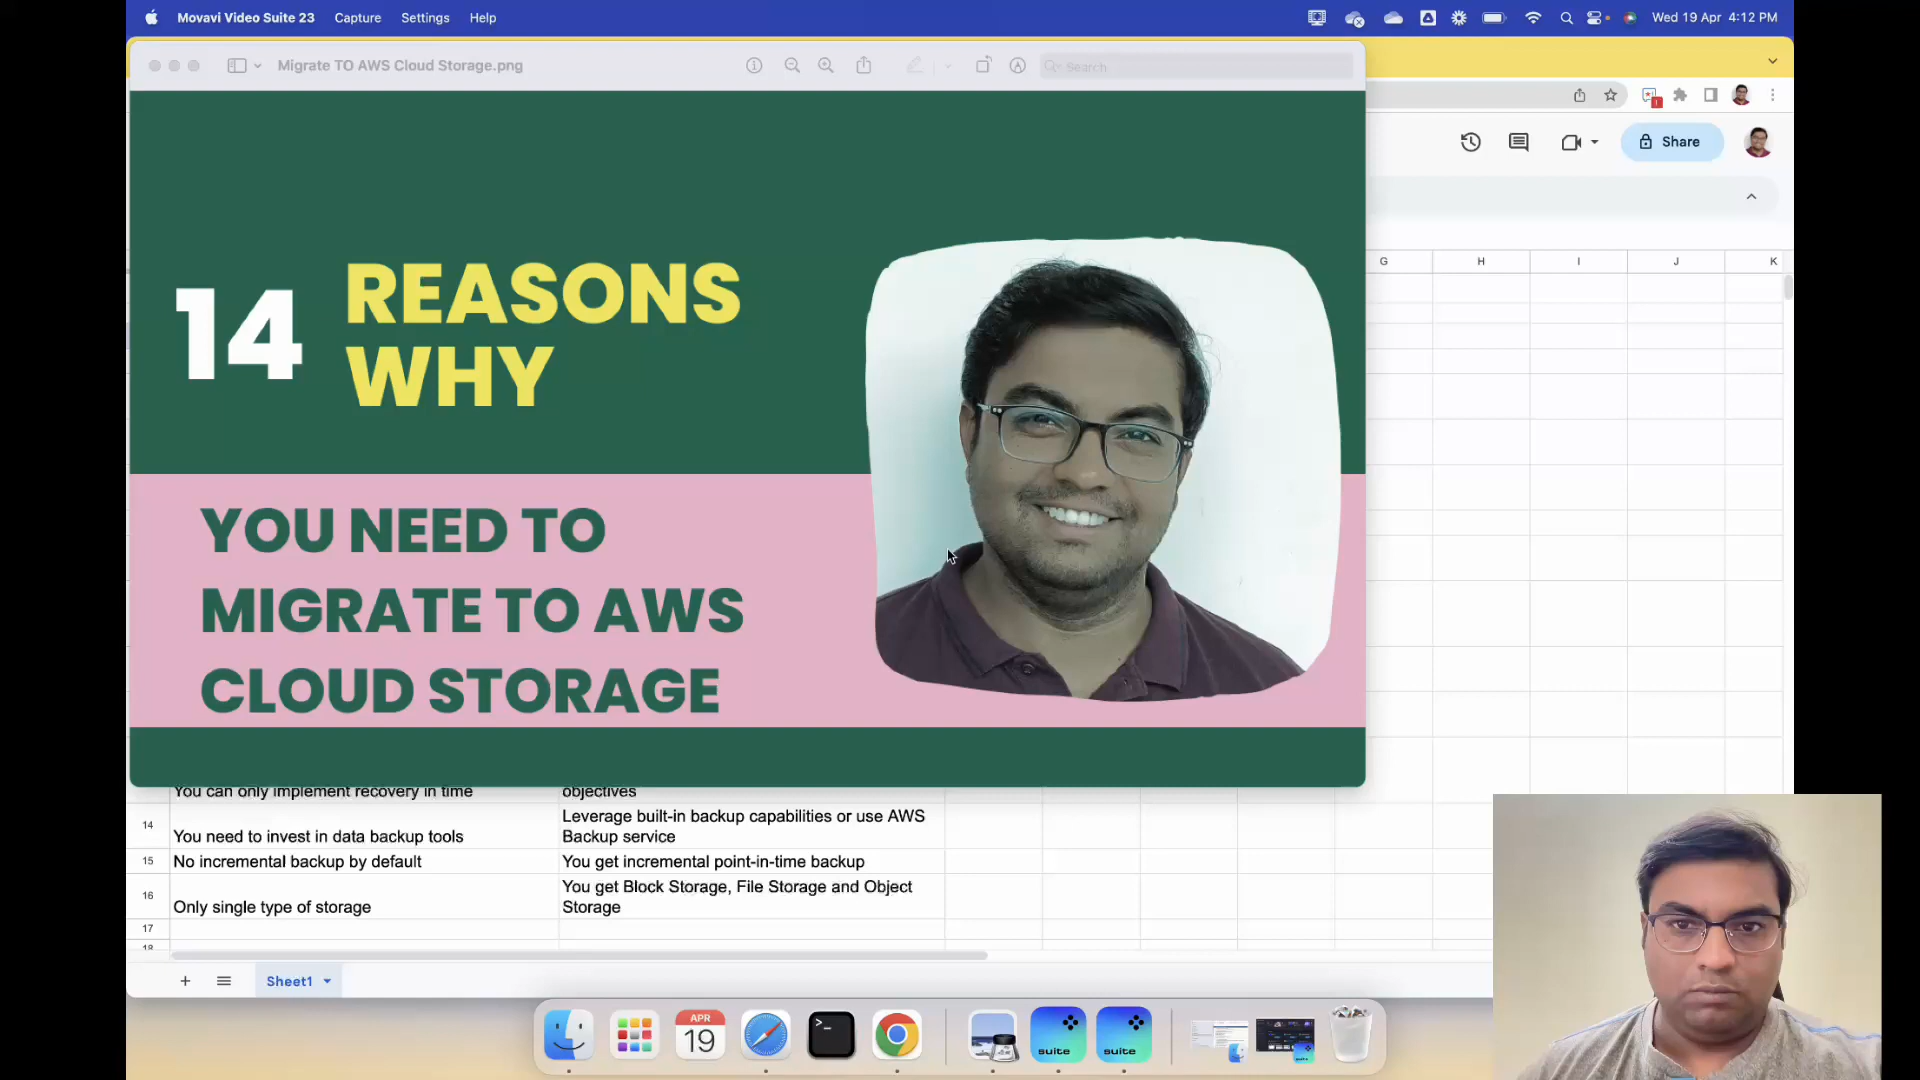 Movavi Video Suite 23 Capture Settings Help Wed 19 Apr 4:12 PM
Migrate TO AWS Cloud Storage.png Search
Share
14 REASONS
WHY
YOU NEED TO
MIGRATE TO AWS
CLOUD STORAGE
G H I J K
You can only implement recovery in time objectives
14 You need to invest in data backup tools Leverage built-in backup capabilities or use AWS
Backup service
15 No incremental backup by default You get incremental point-in-time backup
16 Only single type of storage You get Block Storage, File Storage and Object
Storage
17
18
Sheet1
APR
19
suite
suite